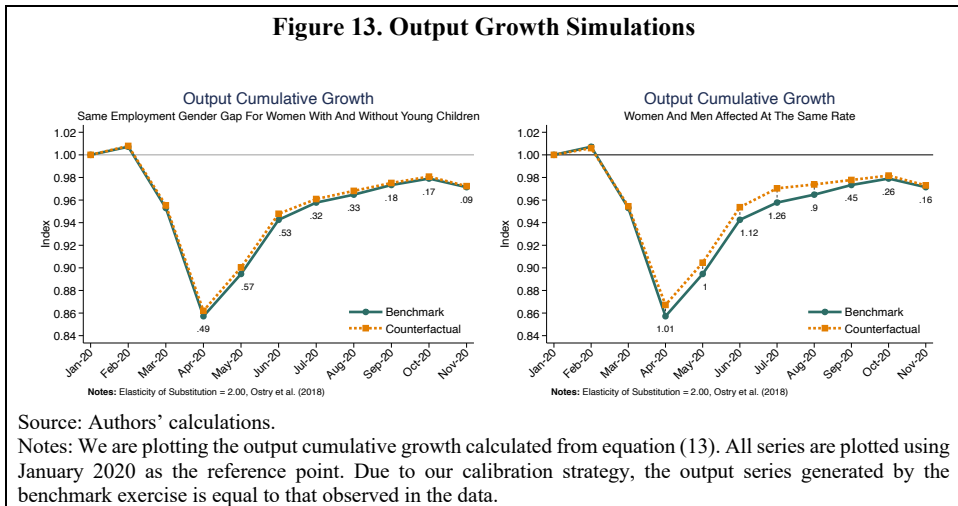 Figure 13. Output Growth Simulations
Output Cumulative Growth
Same Employment Gender Gap For Women With And Without Young Children
1.02
1.00
0.98
0.96
0.94
0.92
0.90
0.88
0.86
0.84
Index
.49
.57
.53
.32
.33
.18
.17
.09
Benchmark
Counterfactual
Jan-20
Feb-20
Mar-20
Apr-20
May-20
Jun-20
Jul-20
Aug-20
Sep-20
Oct-20
Nov-20
Notes: Elasticity of Substitution = 2.00, Ostry et al. (2018)
Output Cumulative Growth
Women And Men Affected At The Same Rate
1.02
1.00
0.98
0.96
0.94
0.92
0.90
0.88
0.86
0.84
Index
1.01
1
1.12
1.26
.9
.45
.26
.16
Benchmark
Counterfactual
Jan-20
Feb-20
Mar-20
Apr-20
May-20
Jun-20
Jul-20
Aug-20
Sep-20
Oct-20
Nov-20
Notes: Elasticity of Substitution = 2.00, Ostry et al. (2018)
Source: Authors’ calculations.
Notes: We are plotting the output cumulative growth calculated from equation (13). All series are plotted using
January 2020 as the reference point. Due to our calibration strategy, the output series generated by the
benchmark exercise is equal to that observed in the data.